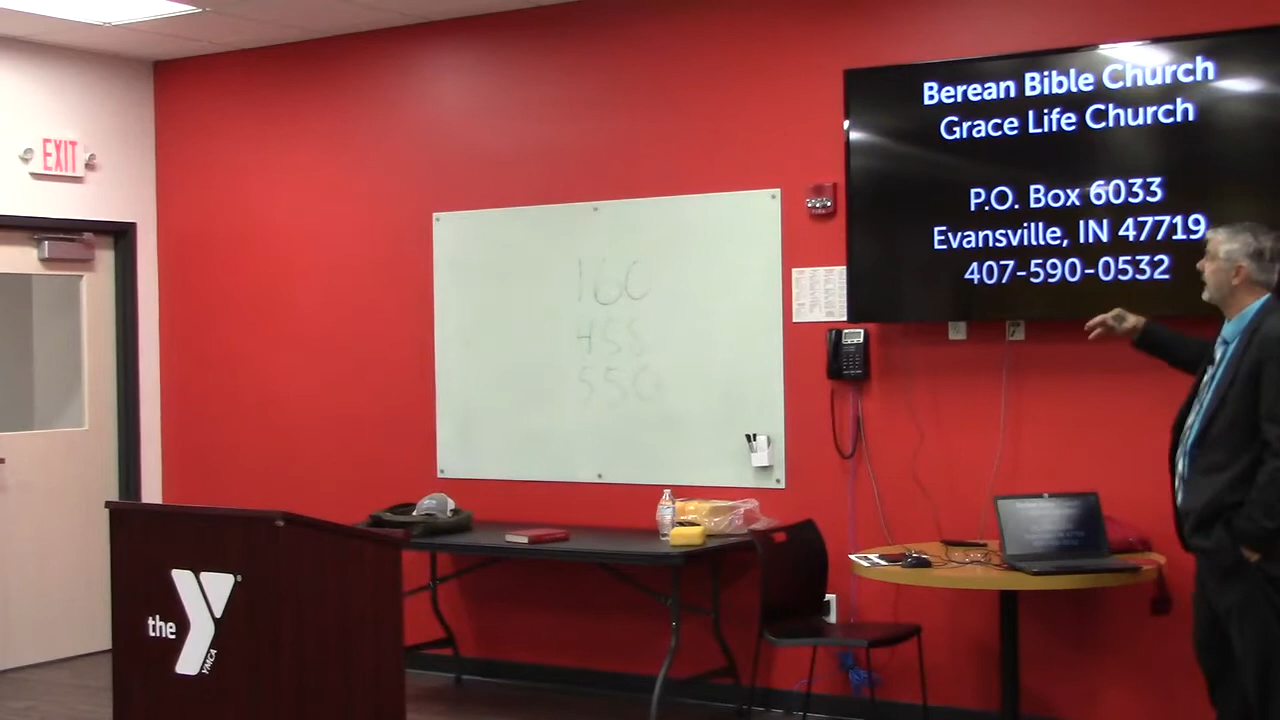 EXIT
160
458
550
Berean Bible Church
Grace Life Church
P.O. Box 6033
Evansville, IN 47719
407-590-0532
the Y
YMCA